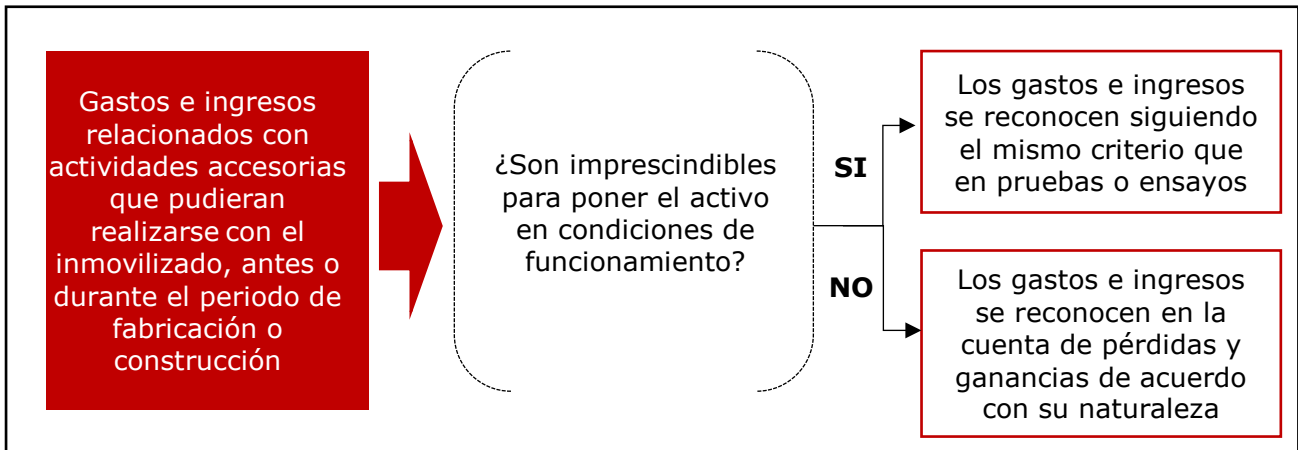 Gastos e ingresos
relacionados con
actividades accesorias
que pudieran
realizarse con el
inmovilizado, antes o
durante el periodo de
fabricación o
construcción
¿Son imprescindibles
para poner el activo
en condiciones de
funcionamiento?
SI
Los gastos e ingresos
se reconocen siguiendo
el mismo criterio que
en pruebas o ensayos
NO
Los gastos e ingresos
se reconocen en la
cuenta de pérdidas y
ganancias de acuerdo
con su naturaleza